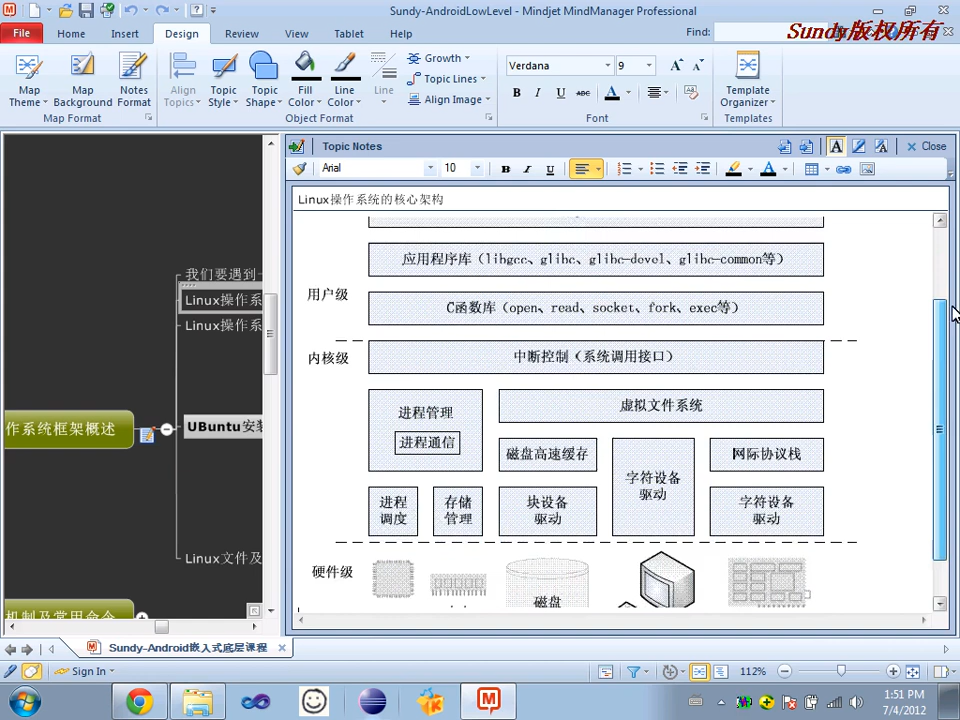 Sundy-AndroidLowLevel - Mindjet MindManager Professional
Sundy版权所有
File Home Insert Design Review View Tablet Help Find:
Map Theme
Map Background
Notes Format
Align Topics
Topic Style
Topic Shape
Fill Color
Line Color
Line
Growth
Topic Lines
Align Image
Verdana 9
B I U ABC A
Template Organizer
Map Format Object Format Font Templates
Topic Notes
Close
Arial 10
B I U A
Linux操作系统的核心架构
应用程序库（libgcc、glibc、glibc-devel、glibc-common等）
用户级
C函数库（open、read、socket、fork、exec等）
内核级
中断控制（系统调用接口）
进程管理
进程通信
虚拟文件系统
磁盘高速缓存
字符设备
驱动
网际协议栈
进程
调度
存储
管理
块设备
驱动
字符设备
驱动
硬件级
磁盘
我们要遇到
Linux操作系
Linux操作系
作系统框架概述
UBuntu安装
Linux文件及
机制及常用命令
Sundy-Android嵌入式底层课程
Sign In
112%
1:51 PM
7/4/2012